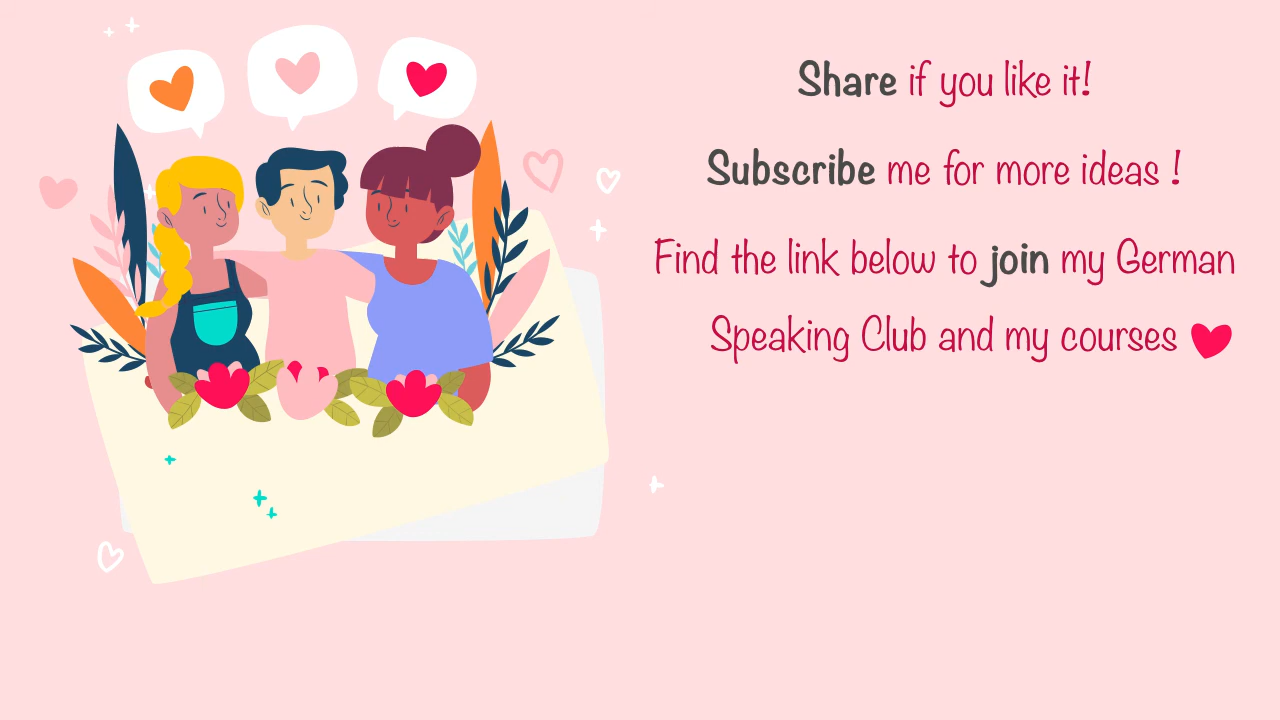 Share if you like it!
Subscribe me for more ideas !
Find the link below to join my German
Speaking Club and my courses